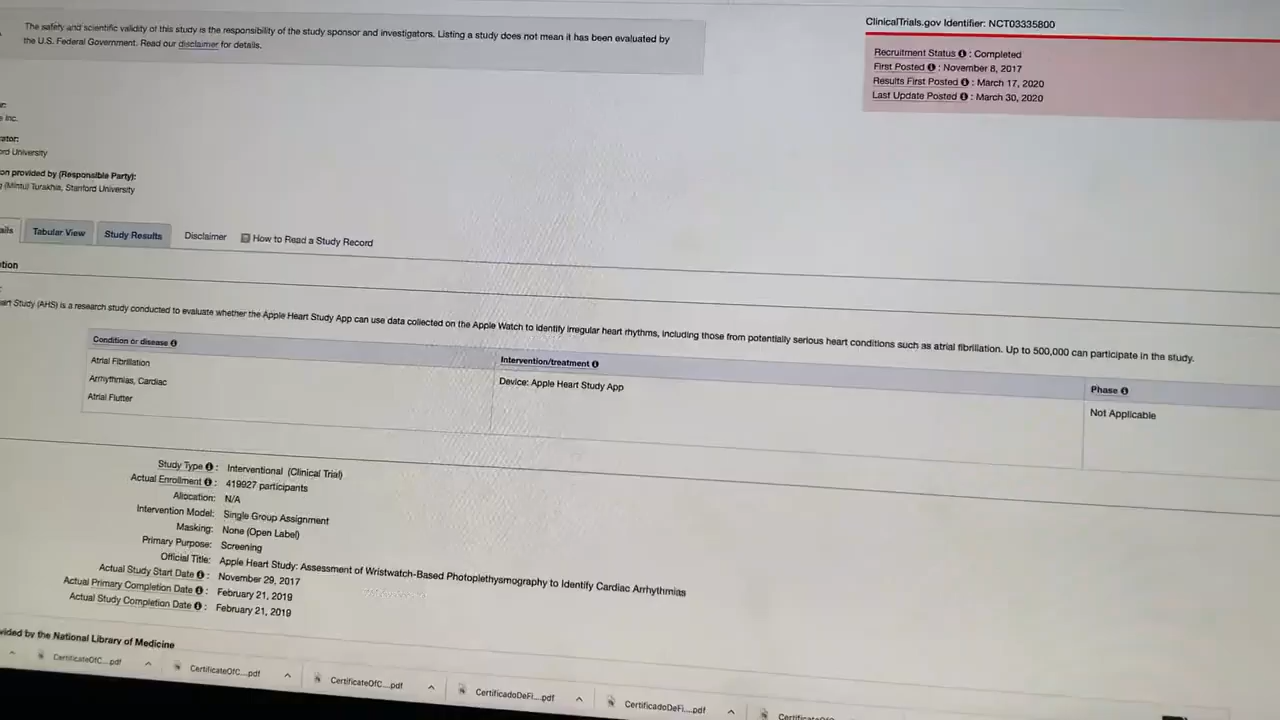 The safety and scientific validity of this study is the responsibility of the study sponsor and investigators. Listing a study does not mean it has been evaluated by
the U.S. Federal Government. Read our disclaimer for details.
ClinicalTrials.gov Identifier: NCT03335800
Recruitment Status : Completed
First Posted : November 8, 2017
Results First Posted : March 17, 2020
Last Update Posted : March 30, 2020
Inc.
University
provided by (Responsible Party):
(Mintu) Turakhia, Stanford University
Tabular View
Study Results
Disclaimer
How to Read a Study Record
Study (AHS) is a research study conducted to evaluate whether the Apple Heart Study App can use data collected on the Apple Watch to identify irregular heart rhythms, including those from potentially serious heart conditions such as atrial fibrillation. Up to 500,000 can participate in the study.
Condition or disease
Intervention/treatment
Phase
Atrial Fibrillation
Arrhythmias, Cardiac
Atrial Flutter
Device: Apple Heart Study App
Not Applicable
Study Type : Interventional (Clinical Trial)
Actual Enrollment : 419927 participants
Allocation: N/A
Intervention Model: Single Group Assignment
Masking: None (Open Label)
Primary Purpose: Screening
Official Title: Apple Heart Study: Assessment of Wristwatch-Based Photoplethysmography to Identify Cardiac Arrhythmias
Actual Study Start Date : November 29, 2017
Actual Primary Completion Date : February 21, 2019
Actual Study Completion Date : February 21, 2019
by the National Library of Medicine
CertificateOfC....pdf
CertificateOfC....pdf
CertificateOfC....pdf
CertificadoDeFi....pdf
CertificadoDeFi....pdf